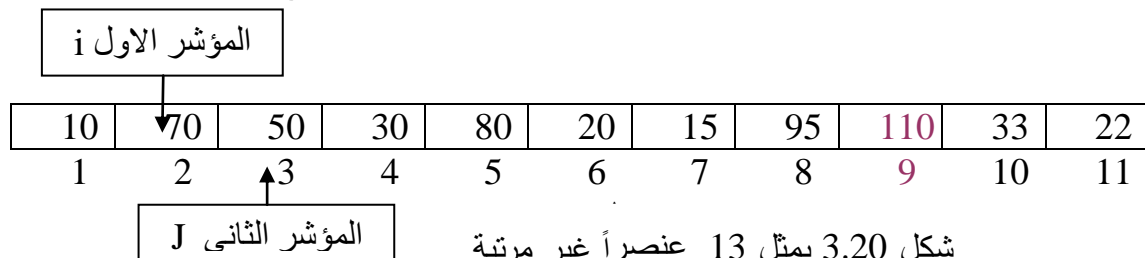 المؤشر الاول i
10 70 50 30 80 20 15 95 110 33 22
1 2 3 4 5 6 7 8 9 10 11
المؤشر الثاني J
شكل 3.20 يمثل 13 عنصراً غير مرتبة